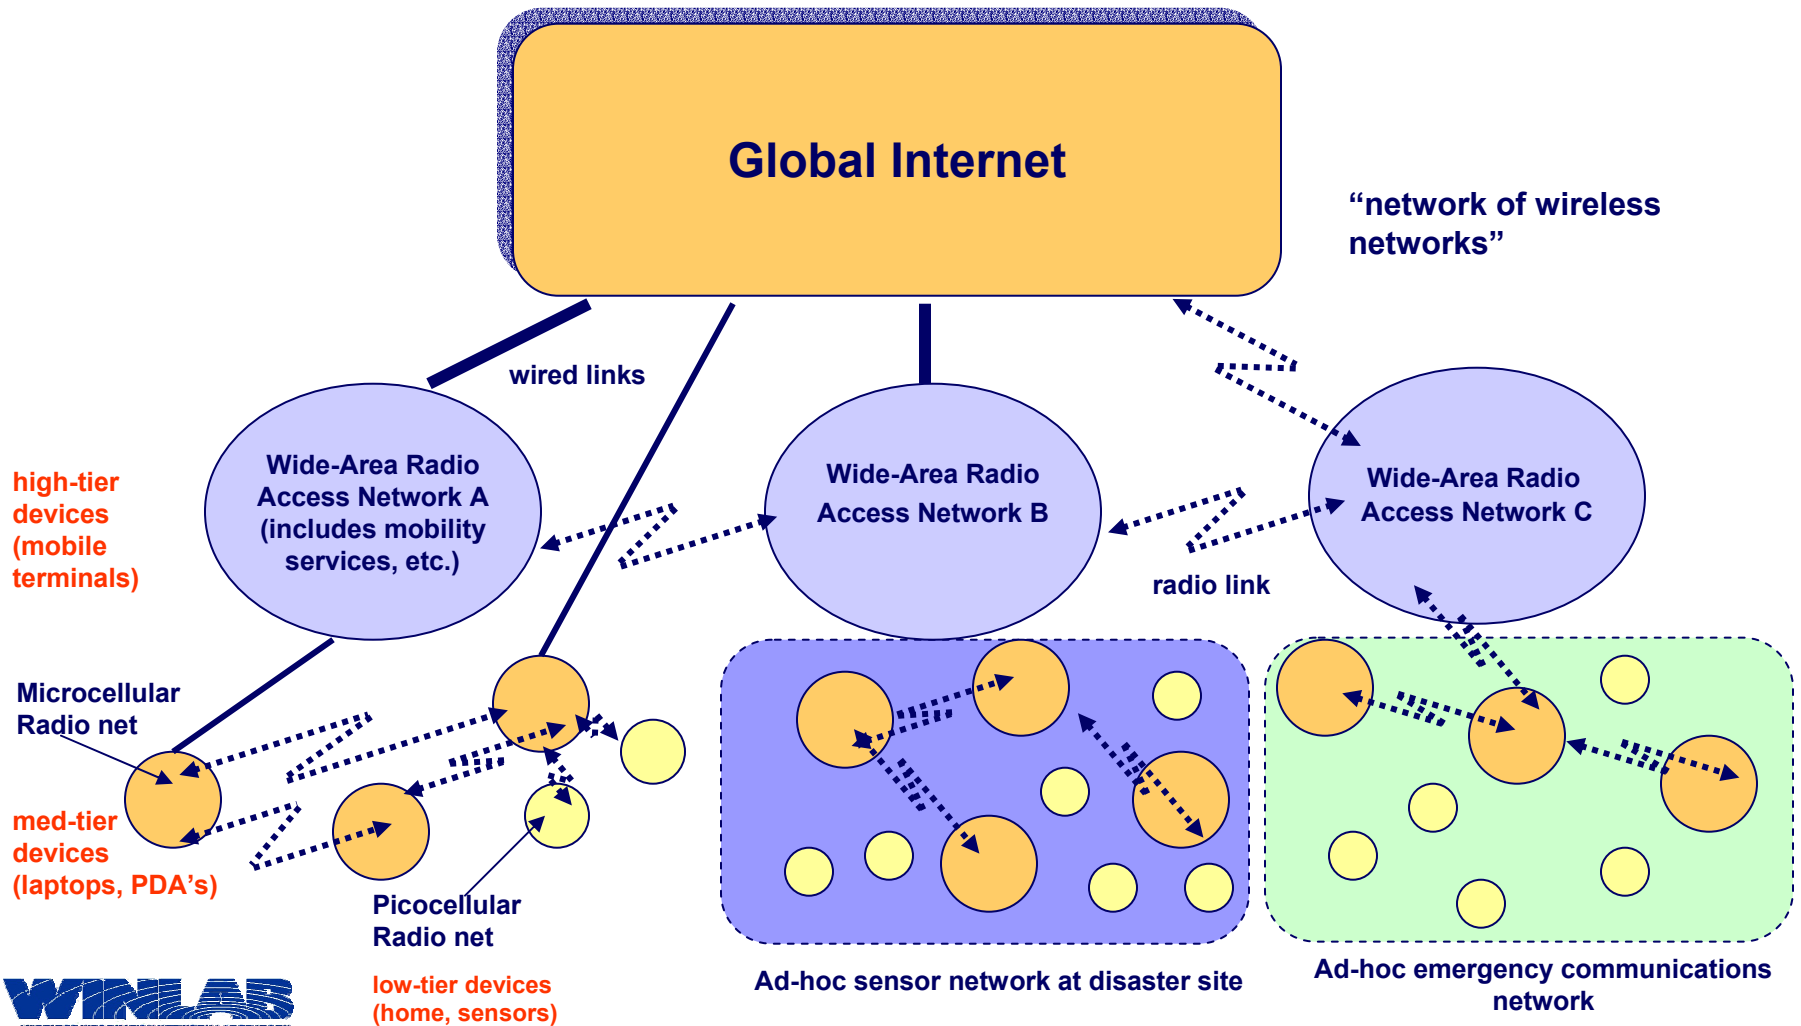 Global Internet
“network of wireless
networks”
wired links
Wide-Area Radio
Access Network A
(includes mobility
services, etc.)
Wide-Area Radio
Access Network B
Wide-Area Radio
Access Network C
high-tier
devices
(mobile
terminals)
radio link
Microcellular
Radio net
med-tier
devices
(laptops, PDA’s)
Picocellular
Radio net
low-tier devices
(home, sensors)
Ad-hoc sensor network at disaster site
Ad-hoc emergency communications
network
WINLAB